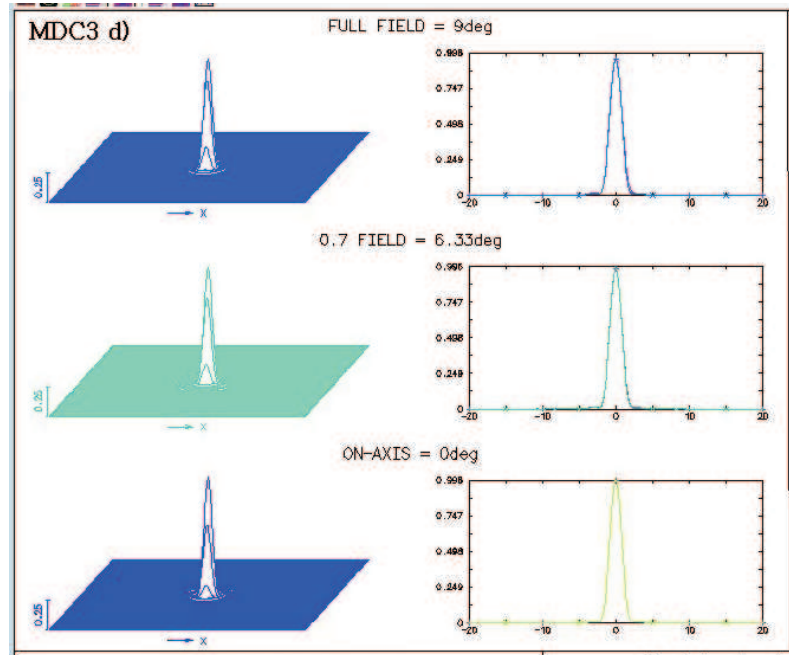 MDC3 d)
FULL FIELD = 9deg
0.998
0.747
0.498
0.249
0
-20 -10 0 10 20
0.25
X
0.7 FIELD = 6.33deg
0.998
0.747
0.498
0.249
0
-20 -10 0 10 20
0.25
X
ON-AXIS = 0deg
0.998
0.747
0.498
0.249
0
-20 -10 0 10 20
0.25
X